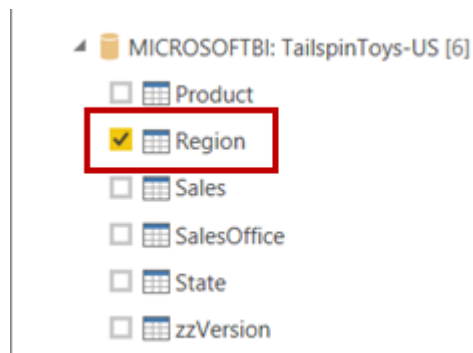 MICROSOFTBI: TailspinToys-US [6]
Product
Region
Sales
SalesOffice
State
zzVersion